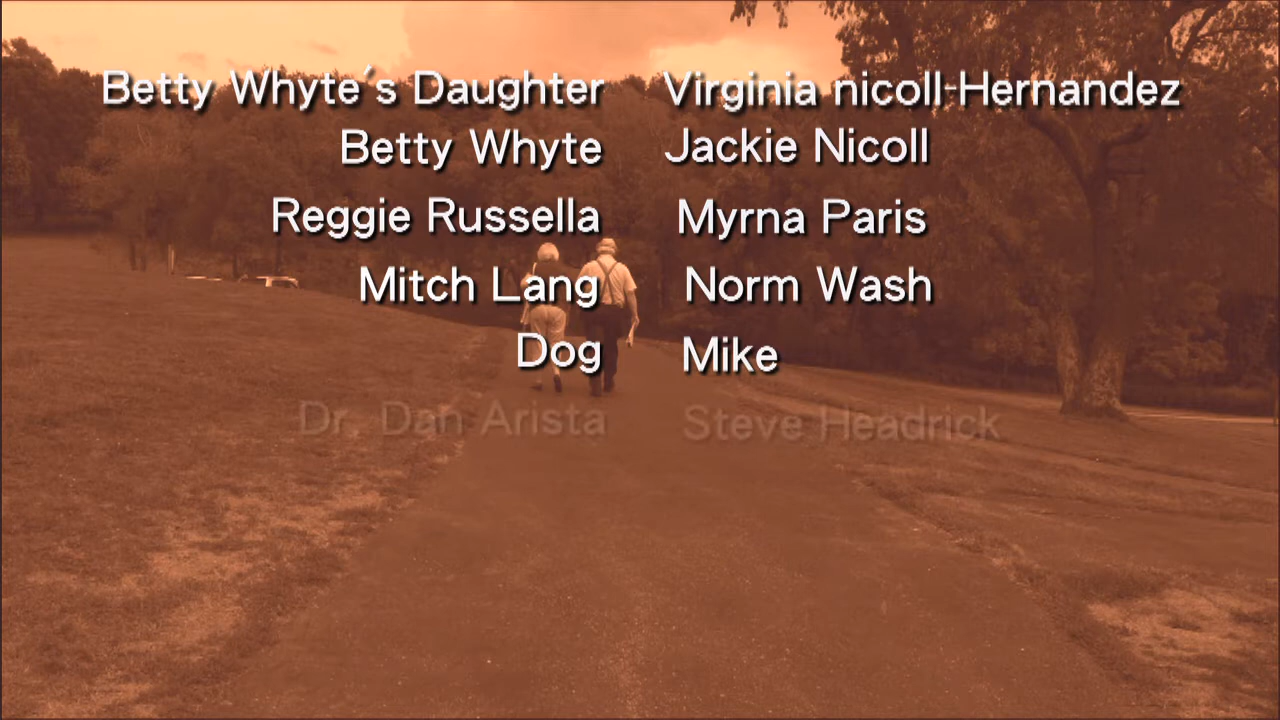 Betty Whyte´s Daughter Virginia nicoll-Hernandez
Betty Whyte Jackie Nicoll
Reggie Russella Myrna Paris
Mitch Lang Norm Wash
Dog Mike
Dr. Dan Arista Steve Headrick